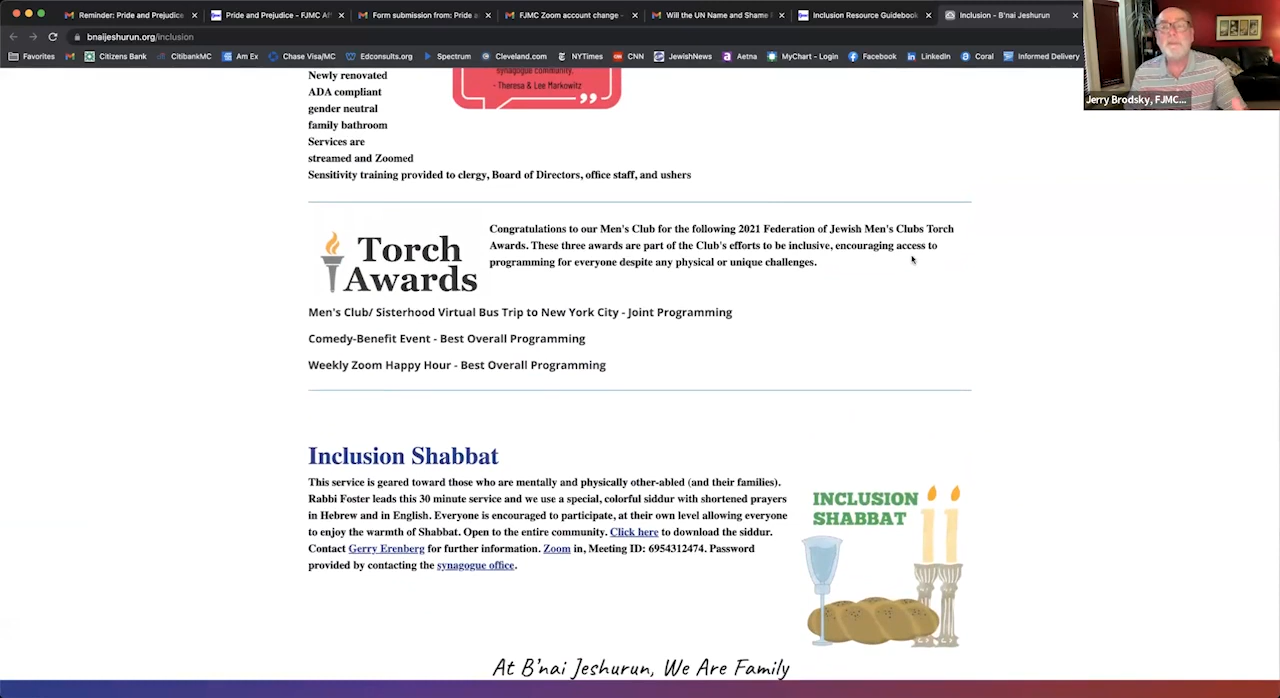 Reminder: Pride and Prejudice
Pride and Prejudice - FJMC Af
Form submission from: Pride a
FJMC Zoom account change -
Will the UN Name and Shame
Inclusion Resource Guidebook
Inclusion - B'nai Jeshurun
bnaijeshurun.org/inclusion
Favorites
Citizens Bank
CitibankMC
Am Ex
Chase Visa/MC
Edconsults.org
Spectrum
Cleveland.com
NYTimes
CNN
JewishNews
Aetna
MyChart - Login
Facebook
LinkedIn
Coral
Informed Delivery
Jerry Brodsky, FJMC...
synagogue community.
- Theresa & Lee Markowitz
Newly renovated
ADA compliant
gender neutral
family bathroom
Services are
streamed and Zoomed
Sensitivity training provided to clergy, Board of Directors, office staff, and ushers
Torch
Awards
Congratulations to our Men's Club for the following 2021 Federation of Jewish Men's Clubs Torch
Awards. These three awards are part of the Club's efforts to be inclusive, encouraging access to
programming for everyone despite any physical or unique challenges.
Men's Club/ Sisterhood Virtual Bus Trip to New York City - Joint Programming
Comedy-Benefit Event - Best Overall Programming
Weekly Zoom Happy Hour - Best Overall Programming
Inclusion Shabbat
This service is geared toward those who are mentally and physically other-abled (and their families).
Rabbi Foster leads this 30 minute service and we use a special, colorful siddur with shortened prayers
in Hebrew and in English. Everyone is encouraged to participate, at their own level allowing everyone
to enjoy the warmth of Shabbat. Open to the entire community. Click here to download the siddur.
Contact Gerry Erenberg for further information. Zoom in, Meeting ID: 6954312474. Password
provided by contacting the synagogue office.
INCLUSION
SHABBAT
At B'nai Jeshurun, We Are Family